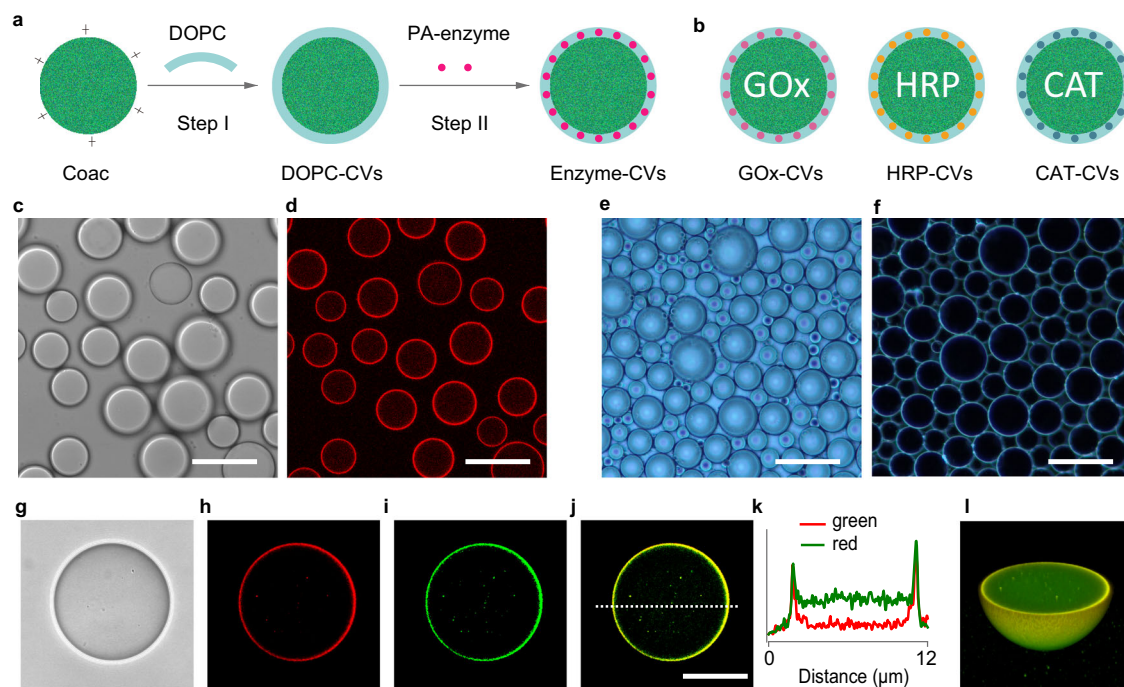 a
DOPC
PA-enzyme
b
Step I
Step II
GOx
HRP
CAT
Coac
DOPC-CVs
Enzyme-CVs
GOx-CVs
HRP-CVs
CAT-CVs
c
d
e
f
g
h
i
j
k
l
green
red
0
12
Distance (µm)